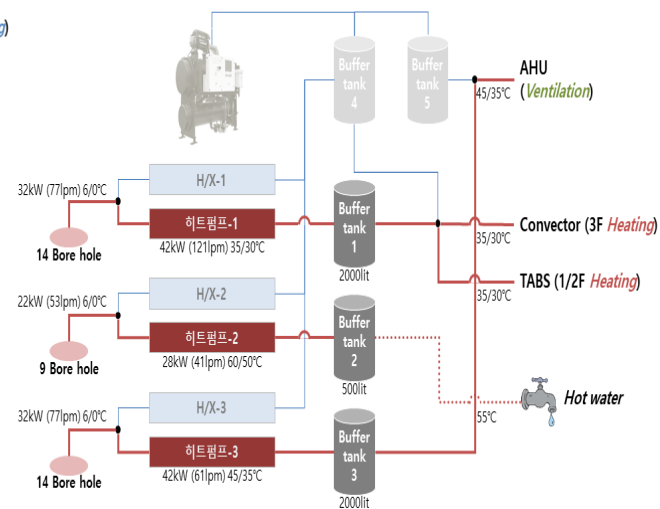 g)
Buffer
tank
4
Buffer
tank
5
AHU
(Ventilation)
45/35℃
32kW (77lpm) 6/0℃
H/X-1
히트펌프-1
42kW (121lpm) 35/30℃
14 Bore hole
Buffer
tank
1
2000lit
Convector (3F Heating)
35/30℃
TABS (1/2F Heating)
35/30℃
22kW (53lpm) 6/0℃
H/X-2
히트펌프-2
28kW (41lpm) 60/50℃
9 Bore hole
Buffer
tank
2
500lit
Hot water
55℃
32kW (77lpm) 6/0℃
H/X-3
히트펌프-3
42kW (61lpm) 45/35℃
14 Bore hole
Buffer
tank
3
2000lit